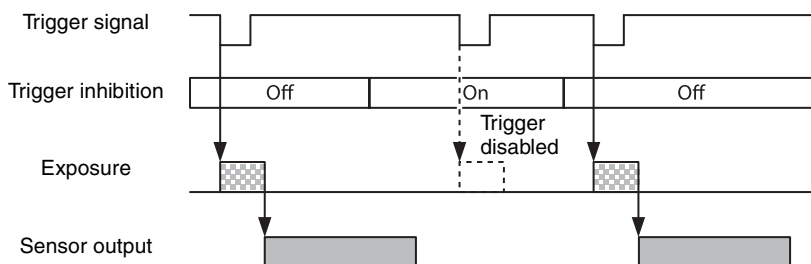 Trigger signal
Trigger inhibition
Off
On
Off
Trigger
disabled
Exposure
Sensor output